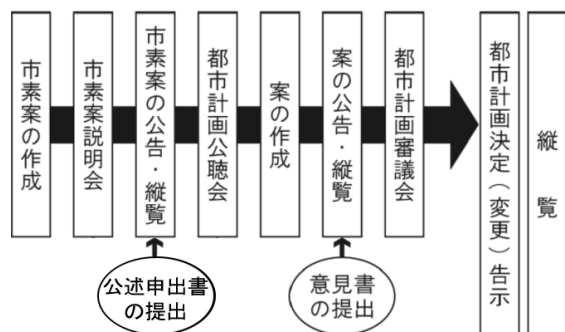 市素案の作成
市素案説明会
市素案の公告・縦覧
都市計画公聴会
案の作成
案の公告・縦覧
都市計画審議会
都市計画決定（変更）告示
縦覧
公述申出書
の提出
意見書
の提出